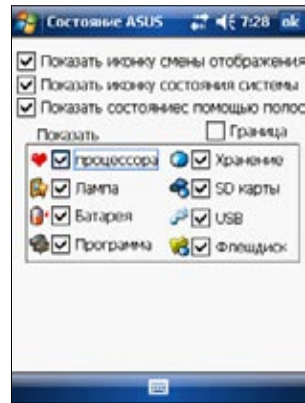 Состояние ASUS 7:28 ok
Показать иконку смены отображения
Показать иконку состояния системы
Показать состояниес помощью полос
Показать Граница
процессора Хранение
Лампа SD карты
Батарея USB
Программа Флешдиск